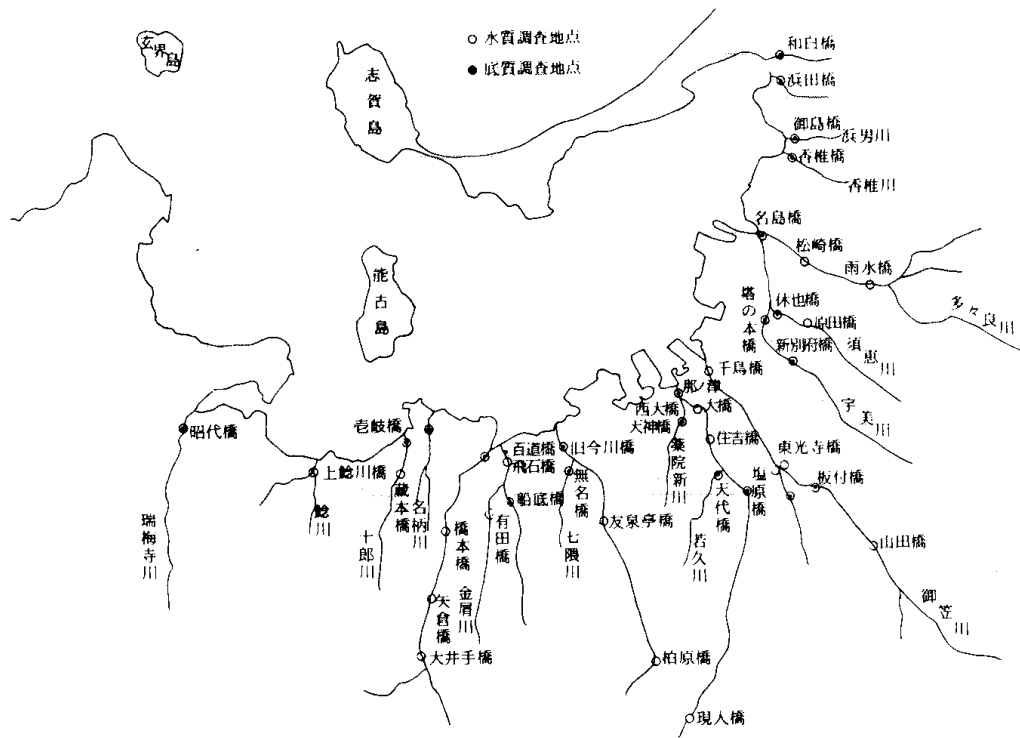 玄界島
志賀島
○ 水質調査地点
● 底質調査地点
和白橋
浜田橋
御島橋
浜男川
香椎橋
香椎川
名島橋
松崎橋
雨水橋
多々良川
能古島
塔の本橋
休也橋
原田橋
新別府橋
須恵川
宇美川
千鳥橋
那ノ津
西大橋
大橋
大神橋
住吉橋
薬院新川
東光寺橋
塩原橋
板付橋
大代橋
若久川
山田橋
御笠川
昭代橋
壱岐橋
上鯰川橋
蔵本橋
名柄川
鯰川
十郎川
瑞梅寺川
百道橋
飛石橋
旧今川橋
無名橋
船底橋
橋本橋
有田橋
七隈川
友泉亭橋
金屑川
矢倉橋
大井手橋
柏原橋
現人橋